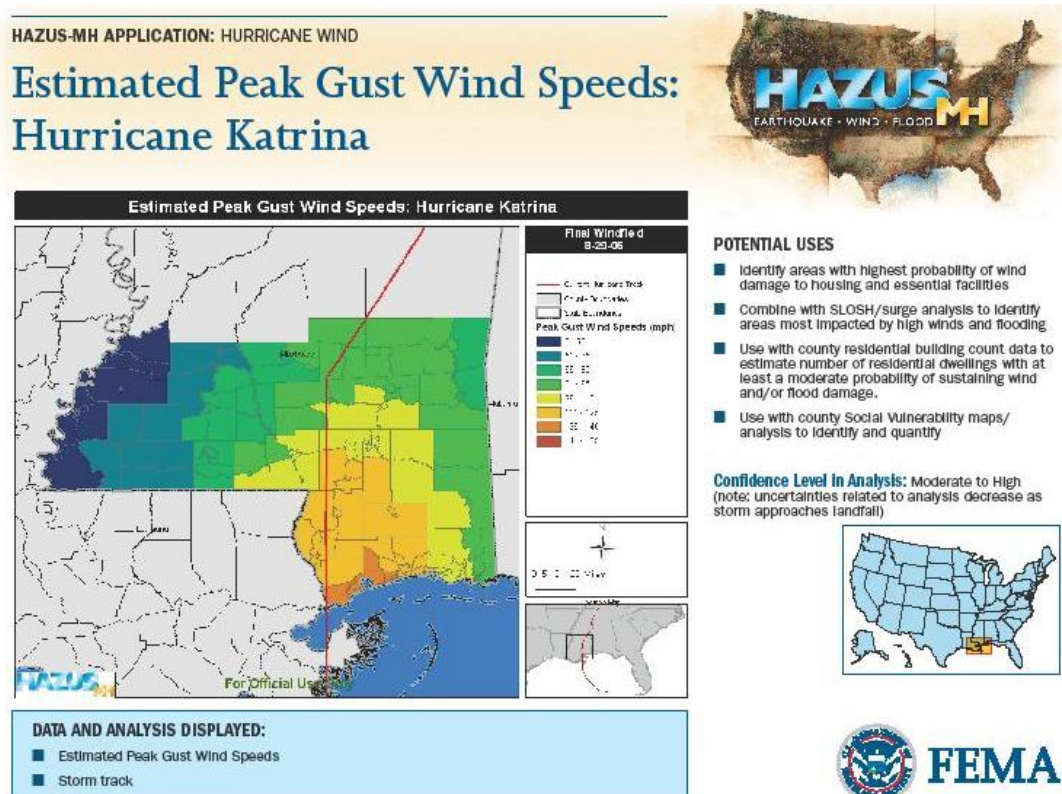 HAZUS-MH APPLICATION: HURRICANE WIND
Estimated Peak Gust Wind Speeds:
Hurricane Katrina
HAZUS MH
EARTHQUAKE • WIND • FLOOD
Estimated Peak Gust Wind Speeds: Hurricane Katrina
Final Windfield
County Boundaries
State Boundaries
Peak Gust Wind Speeds (mph)
For Official Use
HAZUS
MH
POTENTIAL USES
■ Identify areas with highest probability of wind
damage to housing and essential facilities
■ Combine with SLOSH/surge analysis to identify
areas most impacted by high winds and flooding
■ Use with county residential building count data to
estimate number of residential dwellings with at
least a moderate probability of sustaining wind
and/or flood damage.
■ Use with county Social Vulnerability maps/
analysis to identify and quantify
Confidence Level in Analysis: Moderate to High
(note: uncertainties related to analysis decrease as
storm approaches landfall)
DATA AND ANALYSIS DISPLAYED:
■ Estimated Peak Gust Wind Speeds
■ Storm track
FEMA